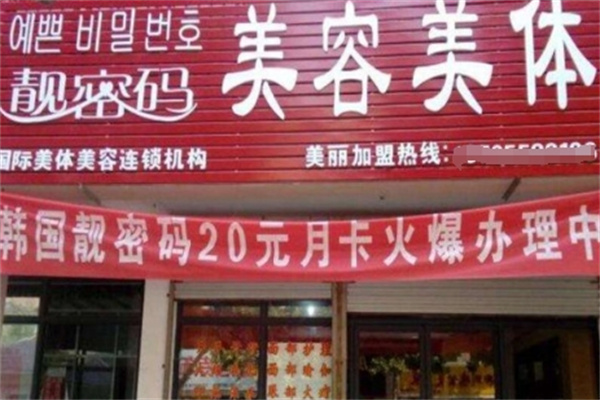 예쁜 비밀번호
靓密码
美容美体
国际美体美容连锁机构
美丽加盟热线:
韩国靓密码20元月卡火爆办理中